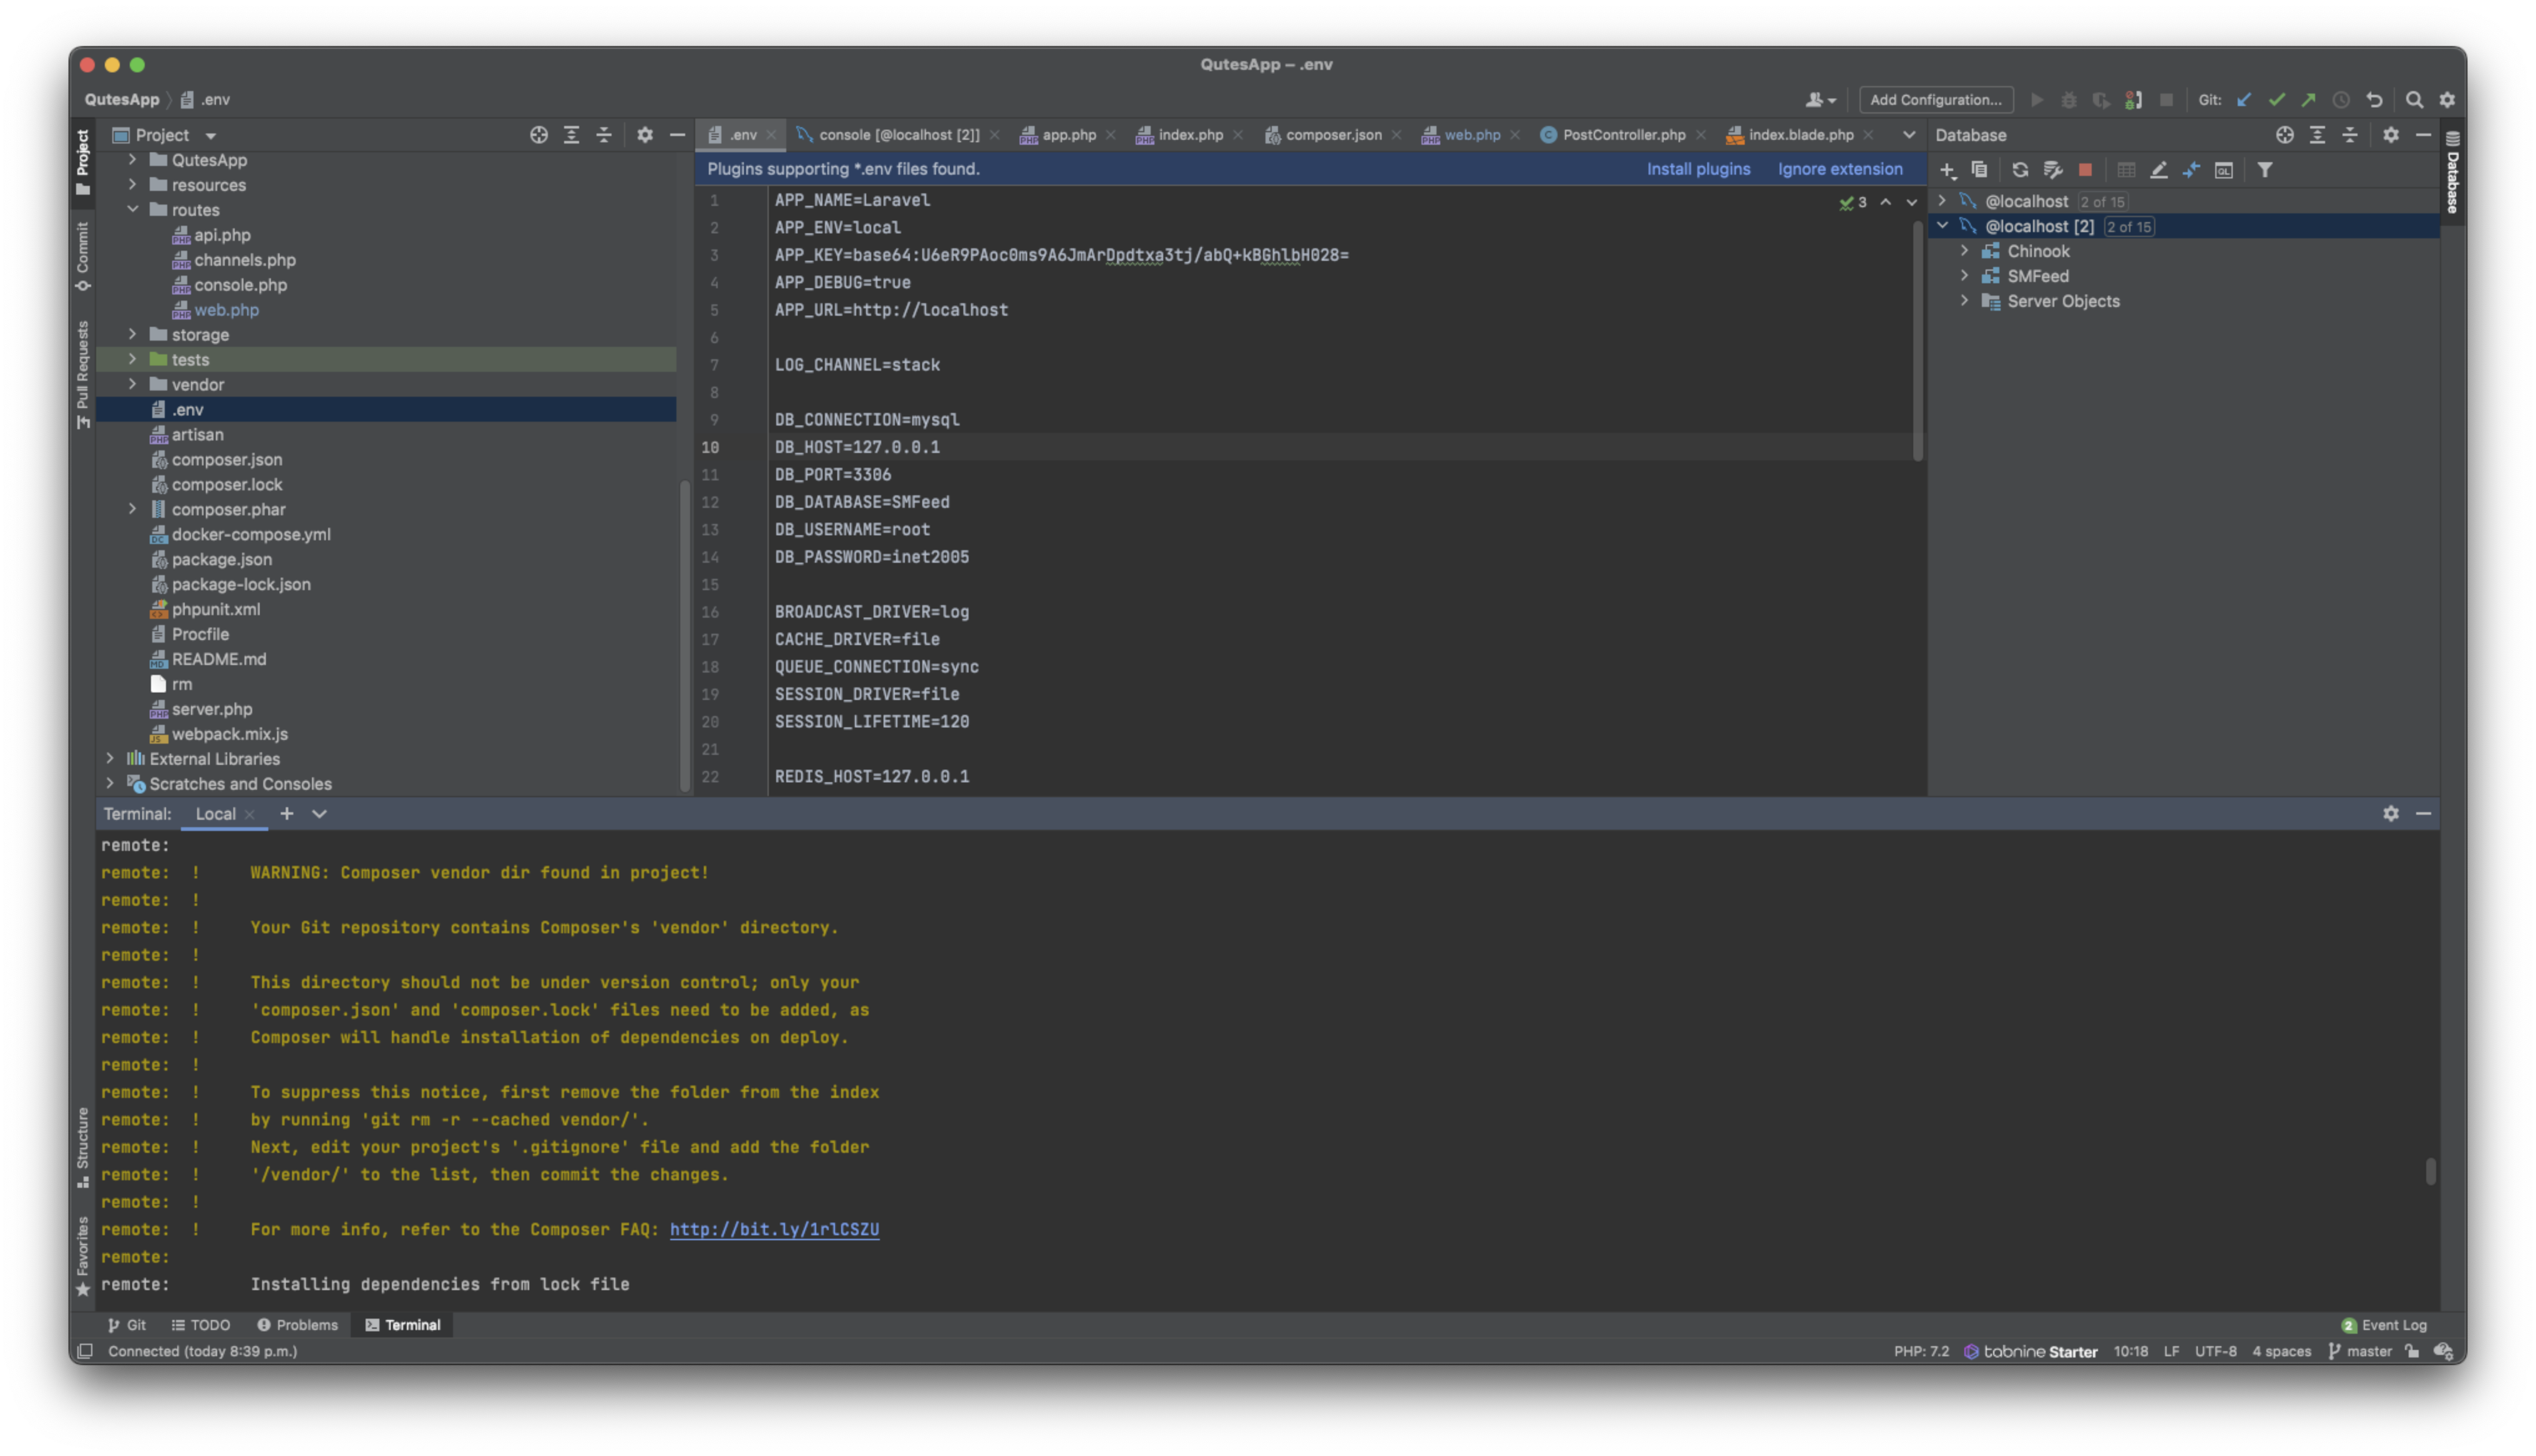 QutesApp – .env
QutesApp .env
Add Configuration...
Git:
Project
.env
console [@localhost [2]]
app.php
index.php
composer.json
web.php
PostController.php
index.blade.php
Database
Plugins supporting *.env files found.
Install plugins
Ignore extension
QutesApp
resources
routes
api.php
channels.php
console.php
web.php
storage
tests
vendor
.env
artisan
composer.json
composer.lock
composer.phar
docker-compose.yml
package.json
package-lock.json
phpunit.xml
Procfile
README.md
rm
server.php
webpack.mix.js
External Libraries
Scratches and Consoles
1 APP_NAME=Laravel
2 APP_ENV=local
3 APP_KEY=base64:U6eR9PAoc0ms9A6JmArDpdtxa3tj/abQ+kBGhlbH028=
4 APP_DEBUG=true
5 APP_URL=http://localhost
6
7 LOG_CHANNEL=stack
8
9 DB_CONNECTION=mysql
10 DB_HOST=127.0.0.1
11 DB_PORT=3306
12 DB_DATABASE=SMFeed
13 DB_USERNAME=root
14 DB_PASSWORD=inet2005
15
16 BROADCAST_DRIVER=log
17 CACHE_DRIVER=file
18 QUEUE_CONNECTION=sync
19 SESSION_DRIVER=file
20 SESSION_LIFETIME=120
21
22 REDIS_HOST=127.0.0.1
3
@localhost 2 of 15
@localhost [2] 2 of 15
Chinook
SMFeed
Server Objects
Project
Commit
Pull Requests
Structure
Favorites
Database
Terminal: Local
remote:
remote: ! WARNING: Composer vendor dir found in project!
remote: !
remote: ! Your Git repository contains Composer's 'vendor' directory.
remote: !
remote: ! This directory should not be under version control; only your
remote: ! 'composer.json' and 'composer.lock' files need to be added, as
remote: ! Composer will handle installation of dependencies on deploy.
remote: !
remote: ! To suppress this notice, first remove the folder from the index
remote: ! by running 'git rm -r --cached vendor/'.
remote: ! Next, edit your project's '.gitignore' file and add the folder
remote: ! '/vendor/' to the list, then commit the changes.
remote: !
remote: ! For more info, refer to the Composer FAQ: http://bit.ly/1rlCSZU
remote:
remote: Installing dependencies from lock file
Git
TODO
Problems
Terminal
2 Event Log
Connected (today 8:39 p.m.)
PHP: 7.2 tabnine Starter 10:18 LF UTF-8 4 spaces master